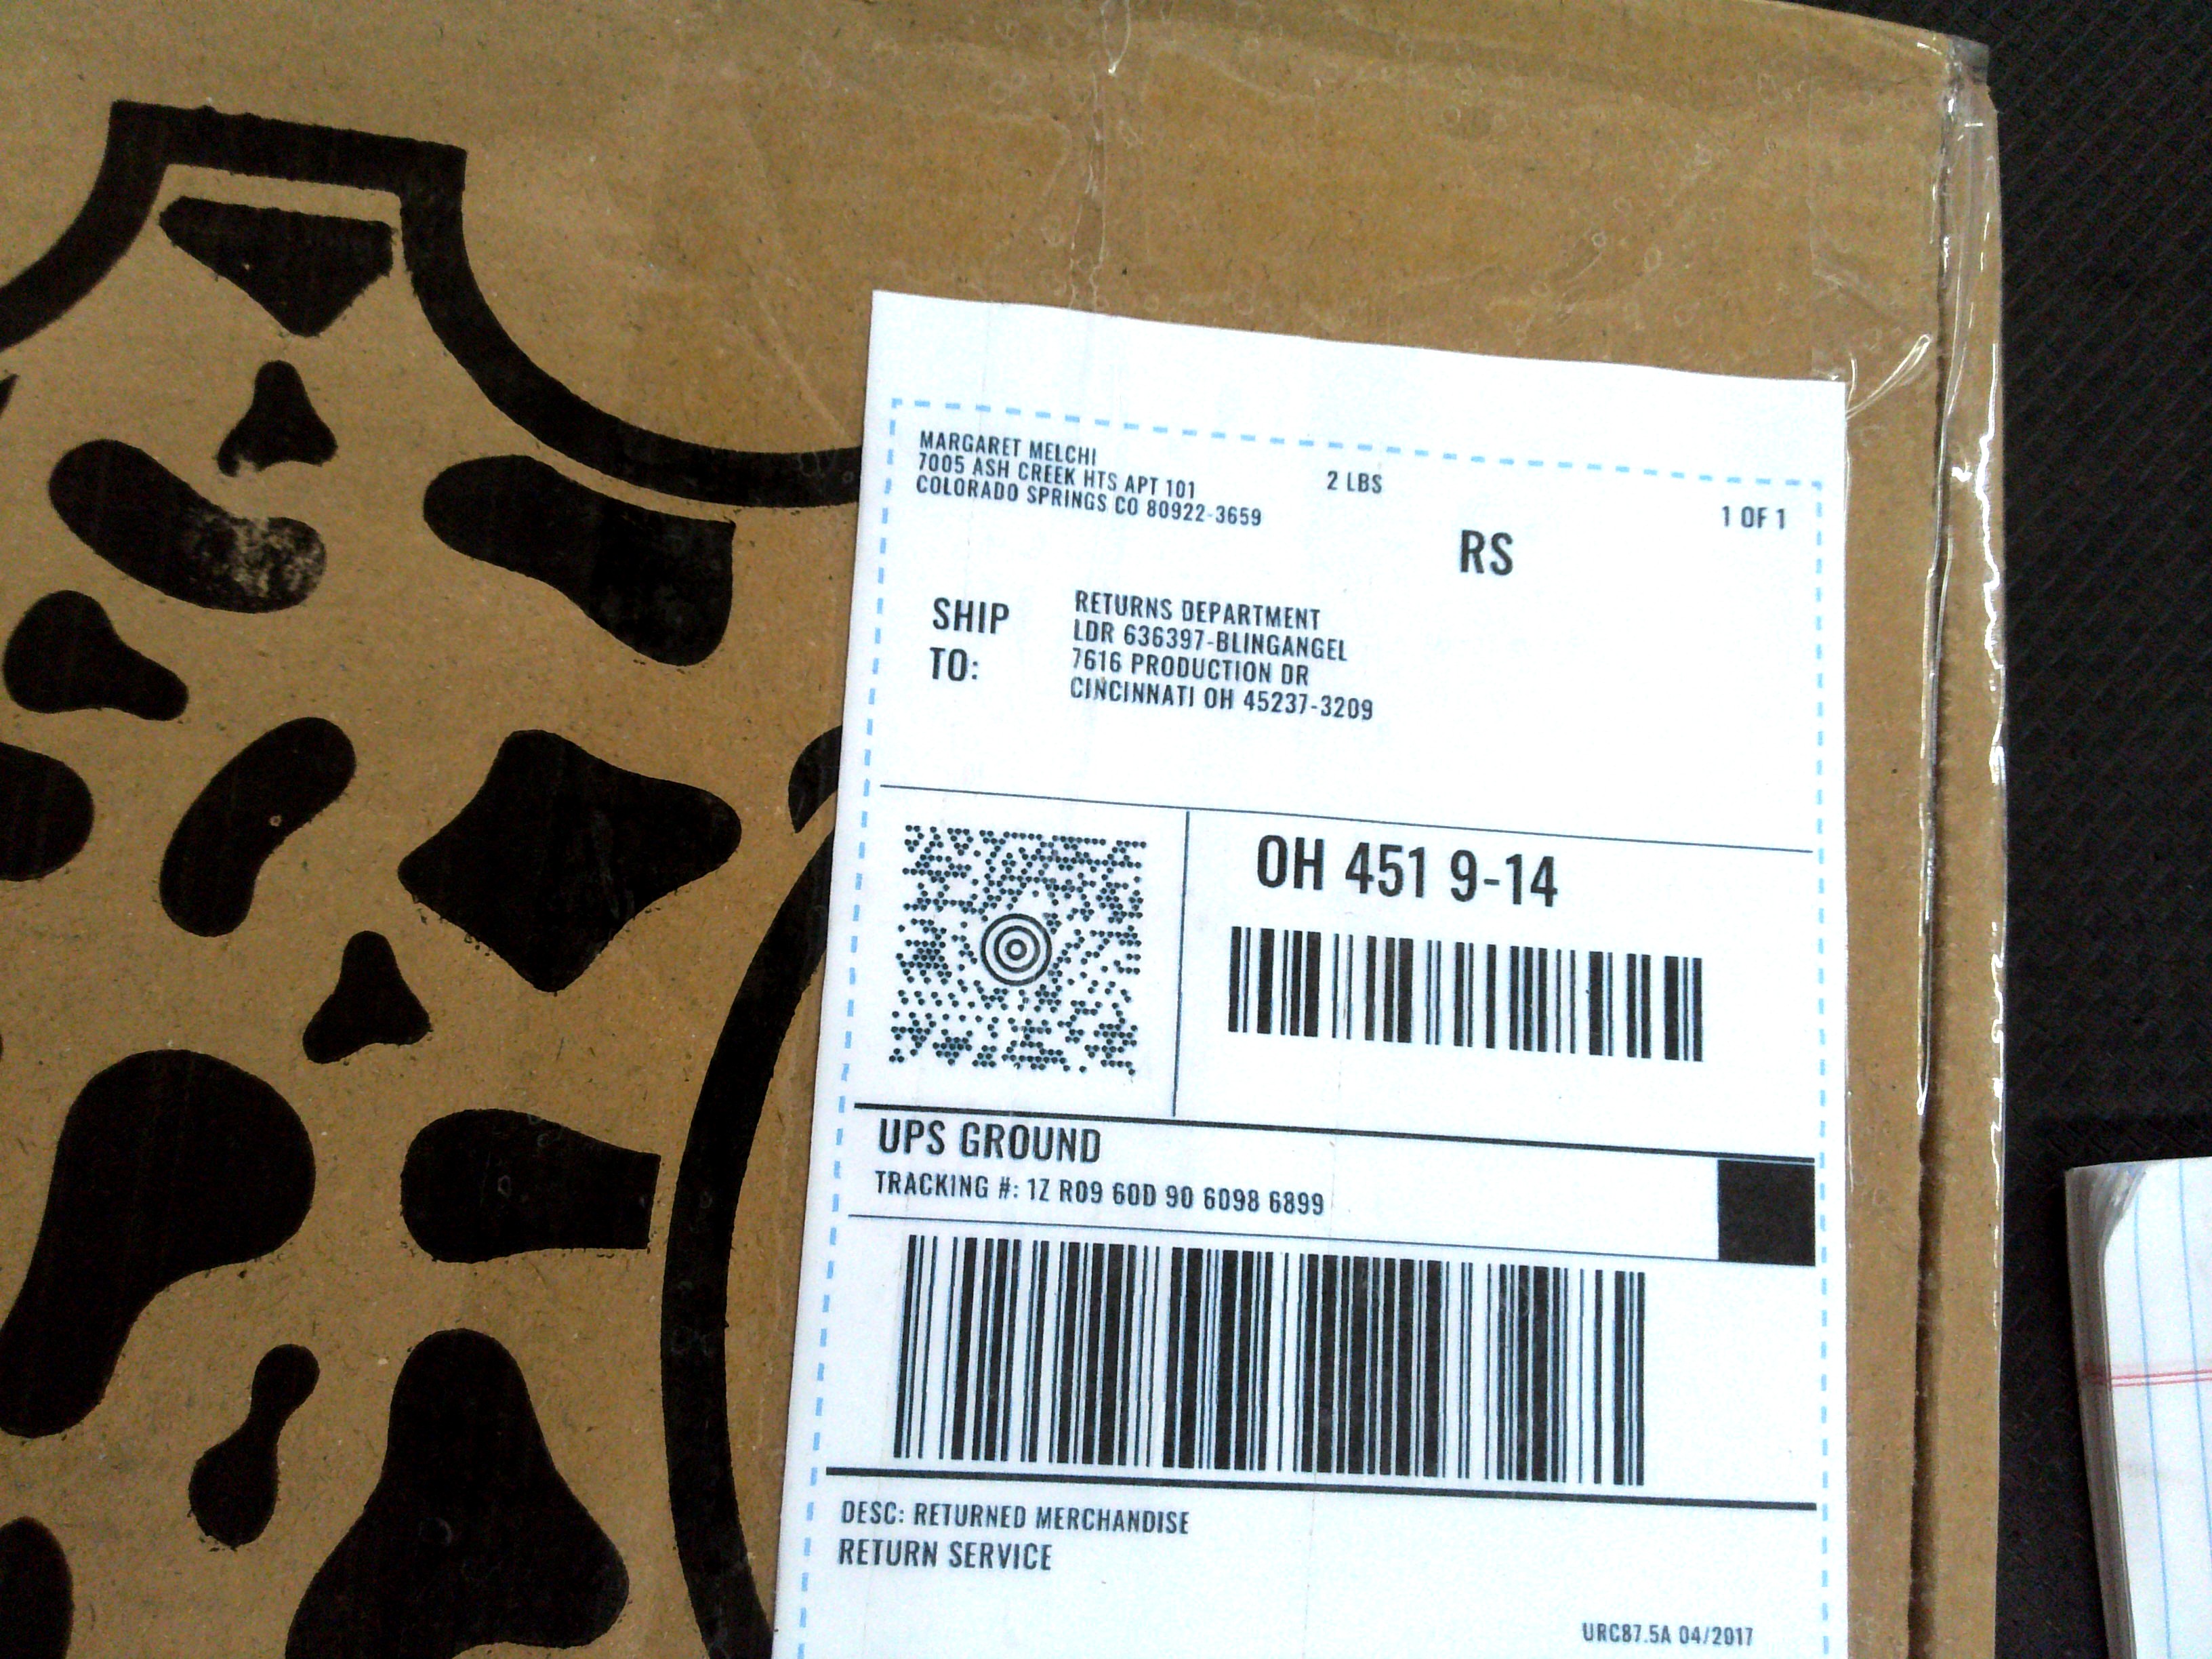 MARGARET MELCHI
7005 ASH CREEK HTS APT 101
COLORADO SPRINGS CO 80922-3659
2 LBS
1 OF 1
RS
SHIP
TO:
RETURNS DEPARTMENT
LDR 636397-BLINGANGEL
7616 PRODUCTION DR
CINCINNATI OH 45237-3209
OH 451 9-14
UPS GROUND
TRACKING #: 1Z R09 60D 90 6098 6899
DESC: RETURNED MERCHANDISE
RETURN SERVICE
URC87.5A 04/2017